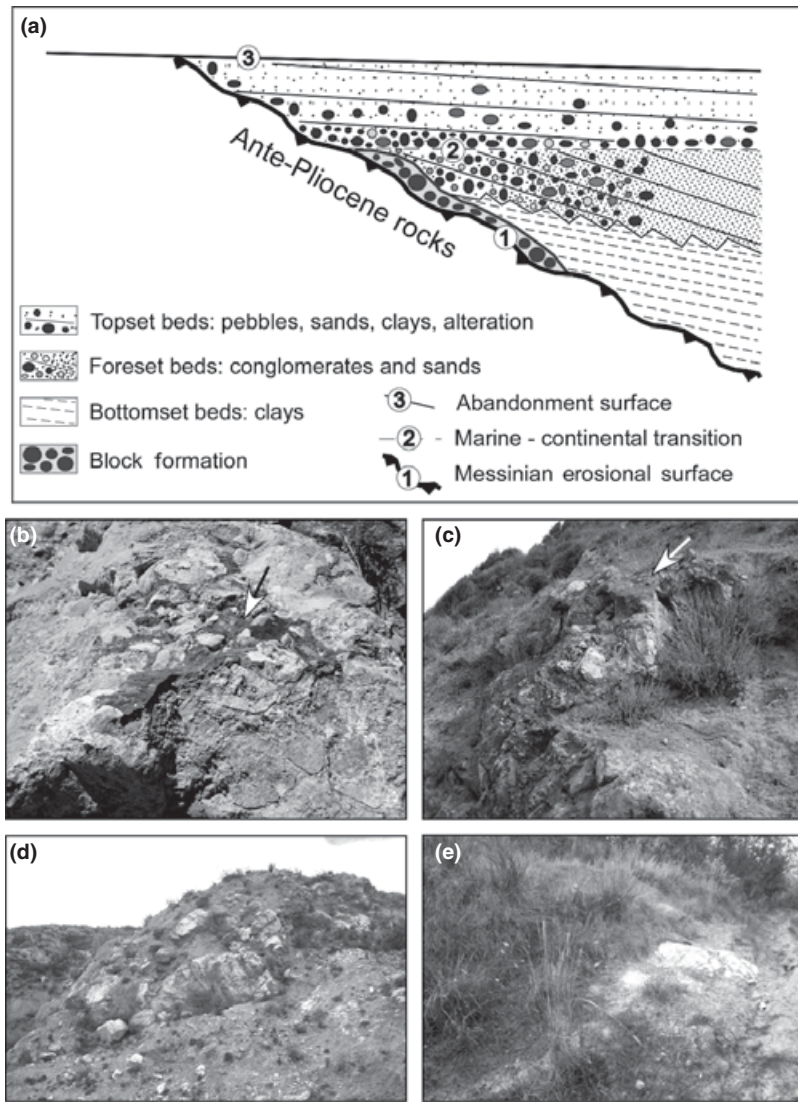 (a)
3
2
Ante-Pliocene rocks
1
Topset beds: pebbles, sands, clays, alteration
Foreset beds: conglomerates and sands
Bottomset beds: clays
Block formation
3 Abandonment surface
2 Marine - continental transition
1 Messinian erosional surface
(b)
(c)
(d)
(e)